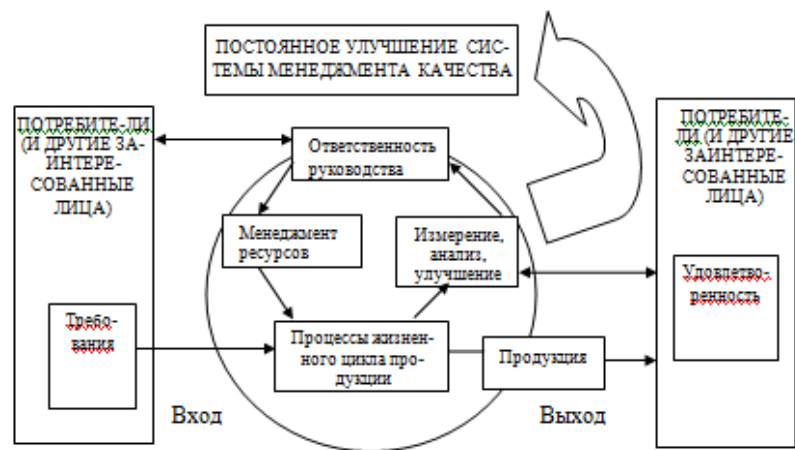 ПОСТОЯННОЕ УЛУЧШЕНИЕ СИС-
ТЕМЫ МЕНЕДЖМЕНТА КАЧЕСТВА
ПОТРЕБИТЕ-ЛИ
(И ДРУГИЕ ЗА-
ИНТЕРЕ-
СОВАННЫЕ
ЛИЦА)
Требо-
вания
Ответственность
руководства
Менеджмент
ресурсов
Измерение,
анализ,
улучшение
Процессы жизнен-
ного цикла про-
дукции
Продукция
Вход
Выход
ПОТРЕБИТЕ-
ЛИ (И ДРУГИЕ
ЗАИНТЕРЕ-
СОВАННЫЕ
ЛИЦА)
Удовлетво-
ренность